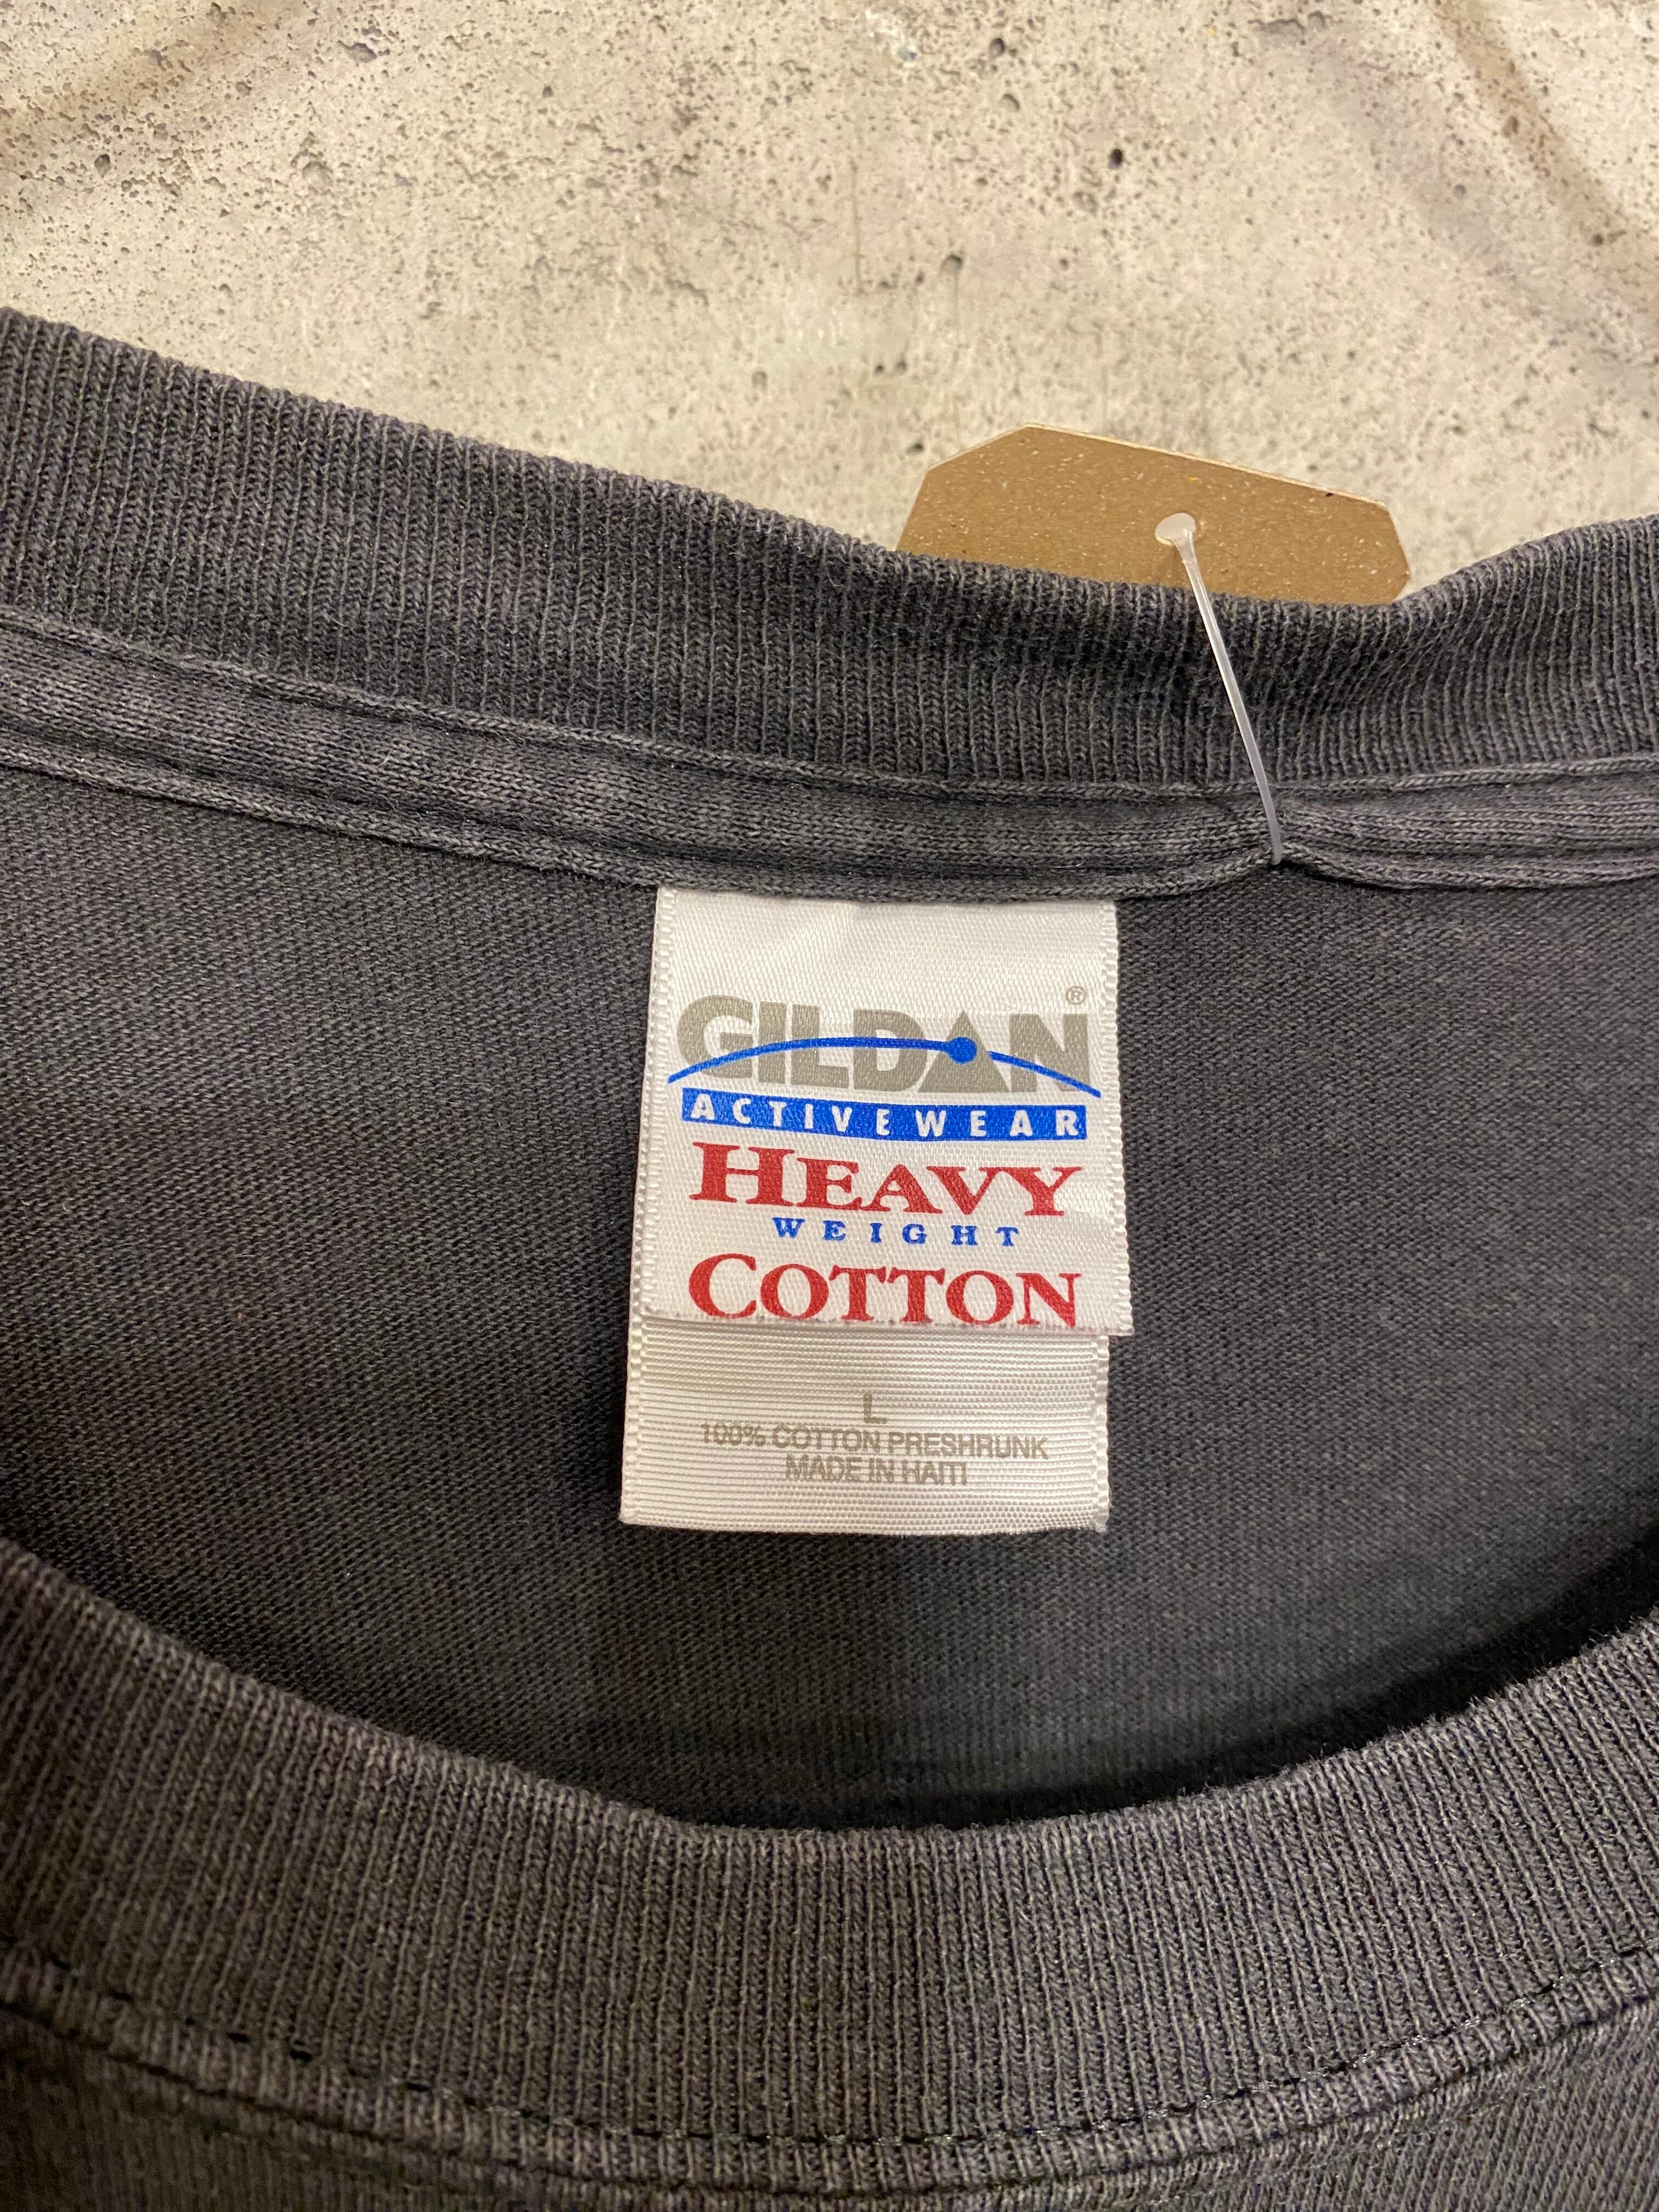 GILDAN®
ACTIVEWEAR
HEAVY
WEIGHT
COTTON
L
100% COTTON PRESHRUNK
MADE IN HAITI